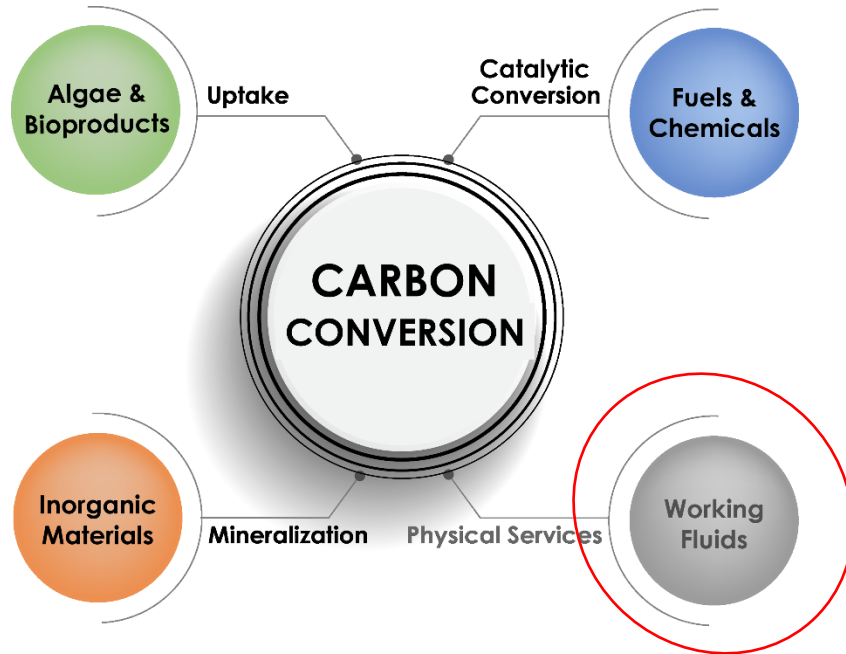 Algae &
Bioproducts
Uptake
Catalytic
Conversion
Fuels &
Chemicals
CARBON
CONVERSION
Inorganic
Materials
Mineralization
Physical Services
Working
Fluids